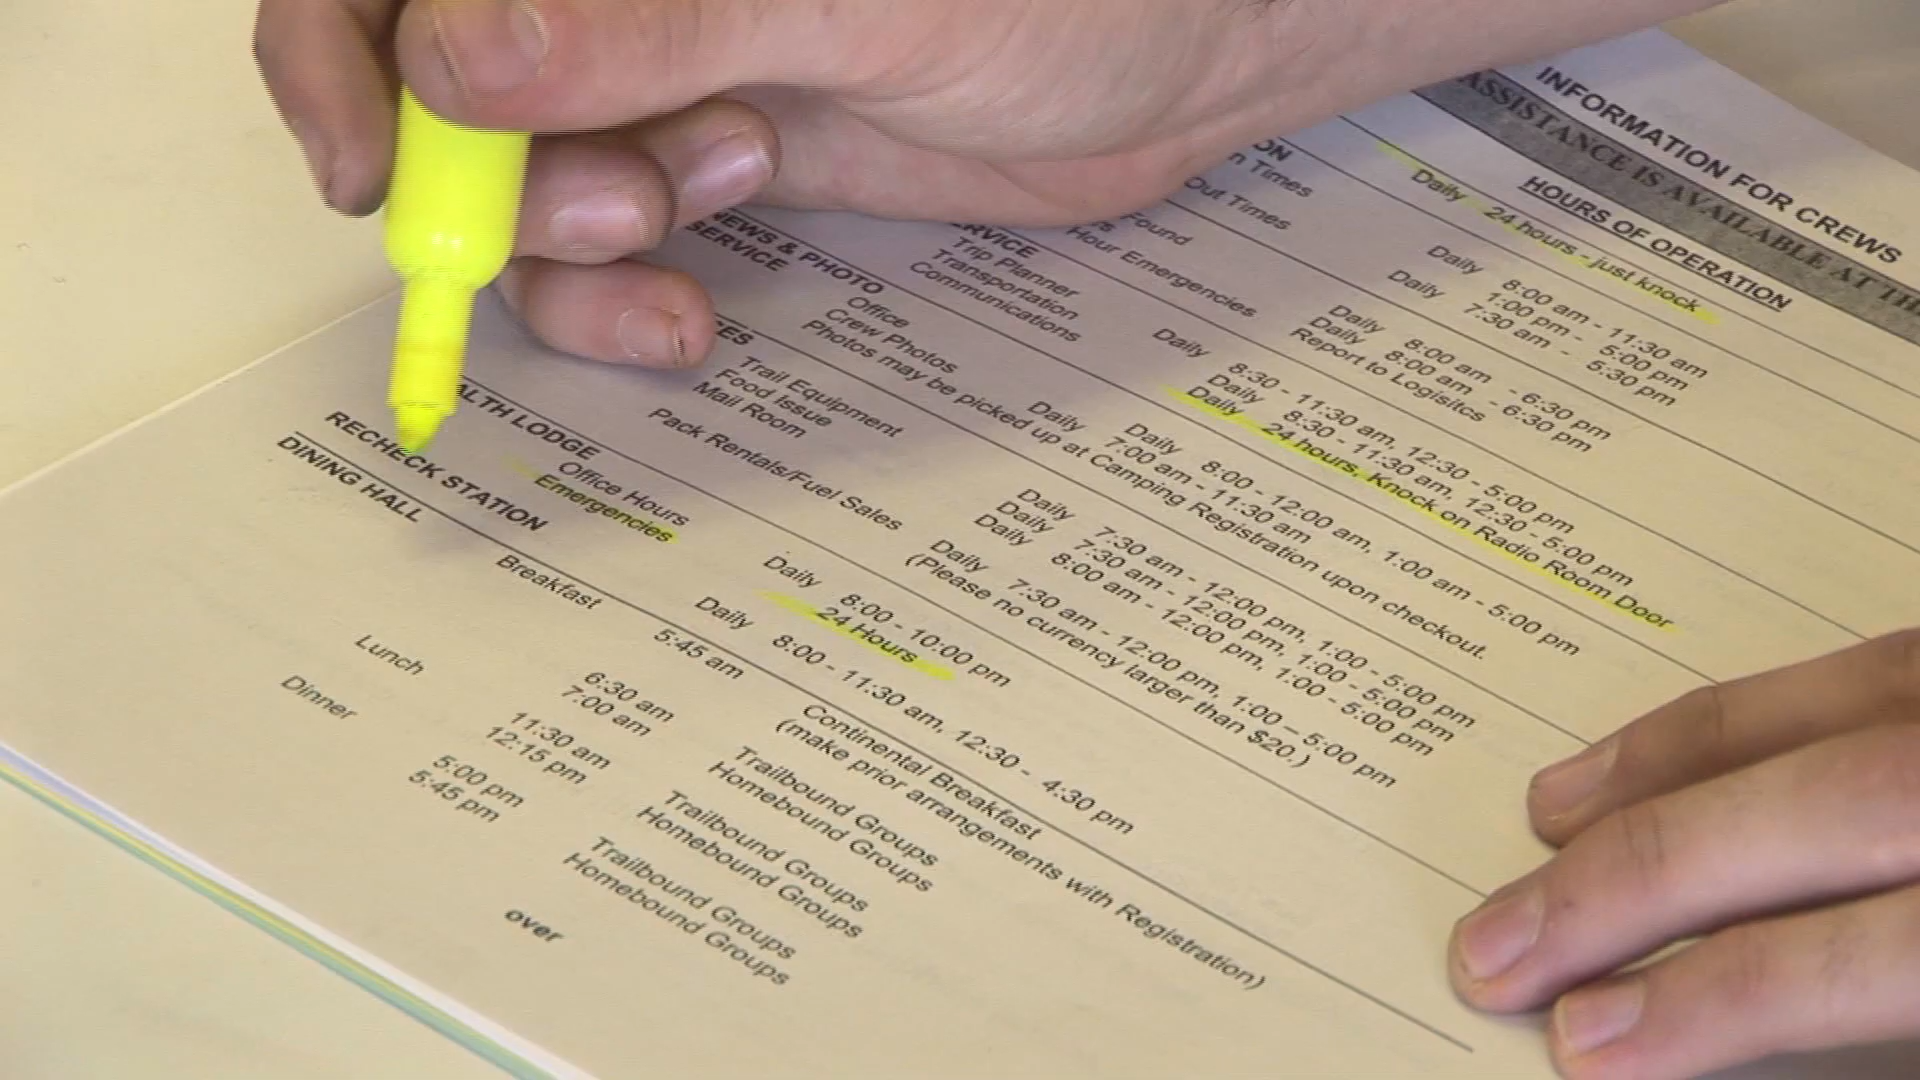 INFORMATION FOR CREWS
ASSISTANCE IS AVAILABLE AT TH
HOURS OF OPERATION
Daily 24 hours - just knock
ON
n Times Daily 8:00 am - 11:30 am
1:00 pm - 5:00 pm
Out Times Daily 7:30 am - 5:30 pm
Found Daily 8:00 am - 6:30 pm
Daily 8:00 am - 6:30 pm
Hour Emergencies Report to Logisitcs
RVICE
Trip Planner Daily 8:30 - 11:30 am, 12:30 - 5:00 pm
Transportation Daily 8:30 - 11:30 am, 12:30 - 5:00 pm
Communications Daily 24 hours, Knock on Radio Room Door
NEWS & PHOTO
SERVICE
Office Daily 8:00 - 12:00 am, 1:00 am - 5:00 pm
Crew Photos Daily 7:00 am - 11:30 am
Photos may be picked up at Camping Registration upon checkout.
CES
Trail Equipment Daily 7:30 am - 12:00 pm, 1:00 - 5:00 pm
Food Issue Daily 7:30 am - 12:00 pm, 1:00 - 5:00 pm
Mail Room Daily 8:00 am - 12:00 pm, 1:00 - 5:00 pm
Pack Rentals/Fuel Sales Daily 7:30 am - 12:00 pm, 1:00 – 5:00 pm
(Please no currency larger than $20.)
ALTH LODGE
Office Hours Daily 8:00 - 10:00 pm
Emergencies 24 Hours
RECHECK STATION Daily 8:00 - 11:30 am, 12:30 - 4:30 pm
DINING HALL
Breakfast 5:45 am Continental Breakfast
(make prior arrangements with Registration)
6:30 am Trailbound Groups
7:00 am Homebound Groups
Lunch 11:30 am Trailbound Groups
12:15 pm Homebound Groups
Dinner 5:00 pm Trailbound Groups
5:45 pm Homebound Groups
over